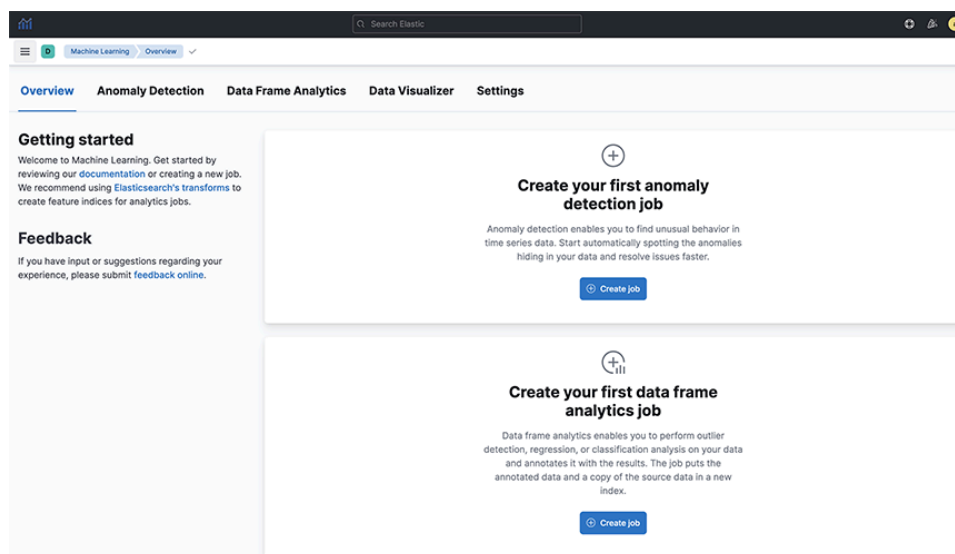 Search Elastic
D
Machine Learning
Overview
Overview
Anomaly Detection
Data Frame Analytics
Data Visualizer
Settings
Getting started
Welcome to Machine Learning. Get started by
reviewing our documentation or creating a new job.
We recommend using Elasticsearch's transforms to
create feature indices for analytics jobs.
Feedback
If you have input or suggestions regarding your
experience, please submit feedback online.
Create your first anomaly
detection job
Anomaly detection enables you to find unusual behavior in
time series data. Start automatically spotting the anomalies
hiding in your data and resolve issues faster.
Create job
Create your first data frame
analytics job
Data frame analytics enables you to perform outlier
detection, regression, or classification analysis on your data
and annotates it with the results. The job puts the
annotated data and a copy of the source data in a new
index.
Create job